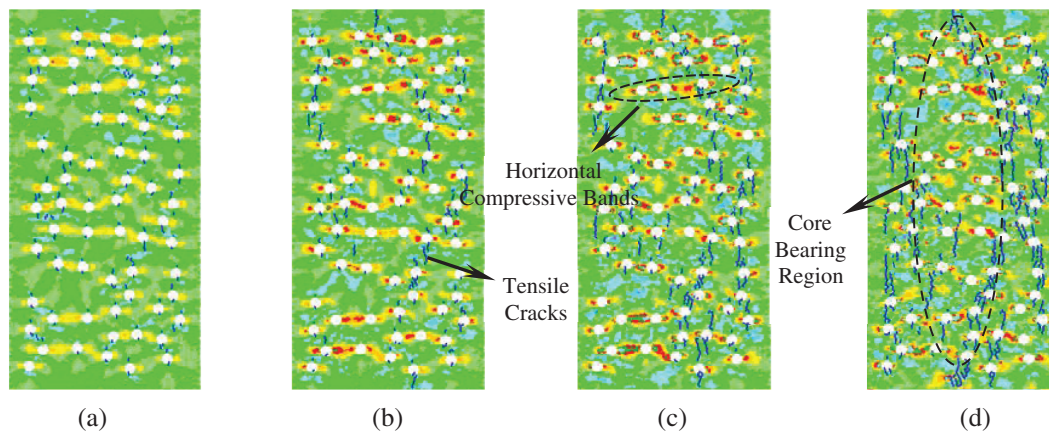 Horizontal
Compressive Bands
Tensile
Cracks
Core
Bearing
Region
(a)
(b)
(c)
(d)